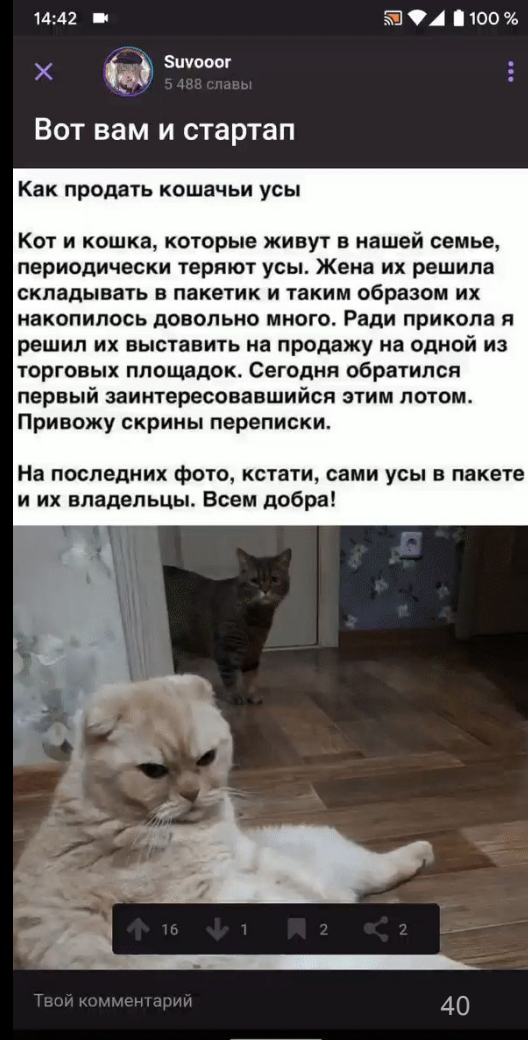 14:42
100 %
Suvooor
5 488 славы
Вот вам и стартап
Как продать кошачьи усы
Кот и кошка, которые живут в нашей семье,
периодически теряют усы. Жена их решила
складывать в пакетик и таким образом их
накопилось довольно много. Ради прикола я
решил их выставить на продажу на одной из
торговых площадок. Сегодня обратился
первый заинтересовавшийся этим лотом.
Привожу скрины переписки.
На последних фото, кстати, сами усы в пакете
и их владельцы. Всем добра!
16 1 2 2
Твой комментарий 40